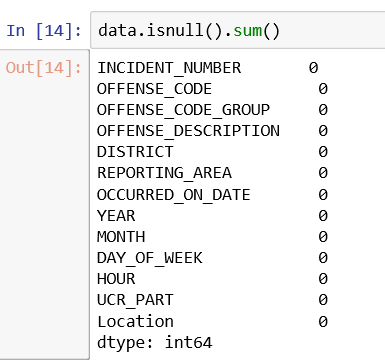 In [14]: data.isnull().sum()
Out[14]: INCIDENT_NUMBER 0
OFFENSE_CODE 0
OFFENSE_CODE_GROUP 0
OFFENSE_DESCRIPTION 0
DISTRICT 0
REPORTING_AREA 0
OCCURRED_ON_DATE 0
YEAR 0
MONTH 0
DAY_OF_WEEK 0
HOUR 0
UCR_PART 0
Location 0
dtype: int64